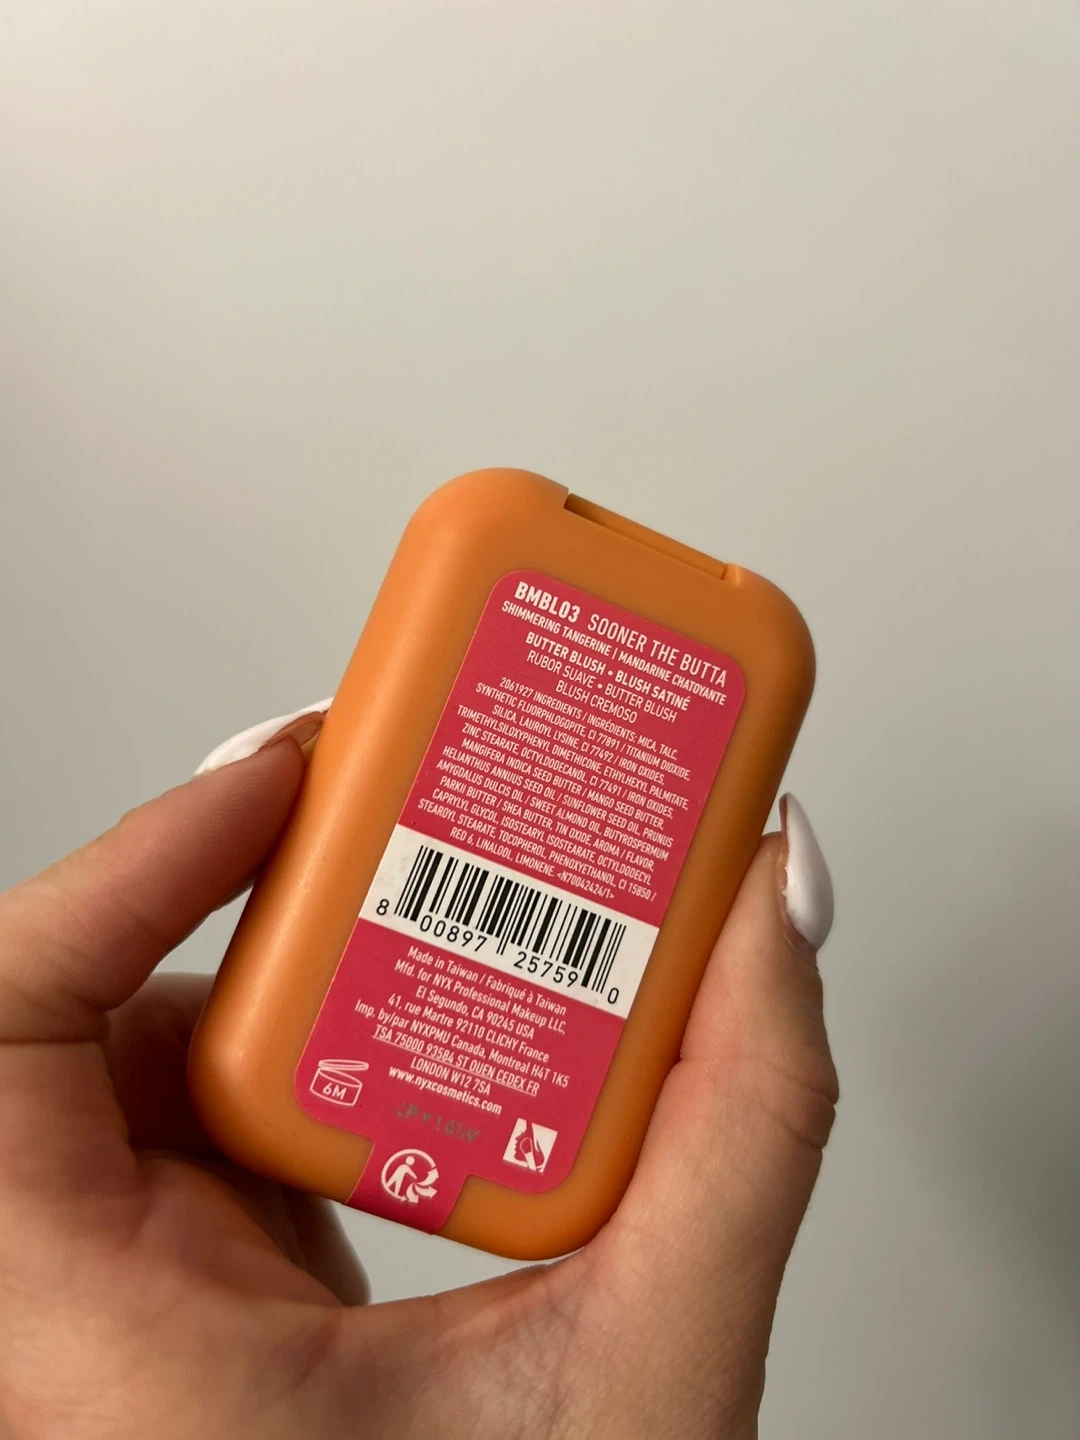 BMBL03 SOONER THE BUTTA
SHIMMERING TANGERINE | MANDARINE CHATOYANTE
BUTTER BLUSH • BLUSH SATINÉ
RUBOR SUAVE • BUTTER BLUSH
BLUSH CREMOSO
2061927 INGREDIENTS / INGRÉDIENTS: MICA, TALC,
SYNTHETIC FLUORPHLOGOPITE, CI 77891 / TITANIUM DIOXIDE,
SILICA, LAUROYL LYSINE, CI 77492 / IRON OXIDES,
TRIMETHYLSILOXYPHENYL DIMETHICONE, ETHYLHEXYL PALMITATE,
ZINC STEARATE, OCTYLDODECANOL, CI 77491 / IRON OXIDES,
MANGIFERA INDICA SEED BUTTER / MANGO SEED BUTTER,
HELIANTHUS ANNUUS SEED OIL / SUNFLOWER SEED OIL, PRUNUS
AMYGDALUS DULCIS OIL / SWEET ALMOND OIL, BUTYROSPERMUM
PARKII BUTTER / SHEA BUTTER, TIN OXIDE, AROMA / FLAVOR,
CAPRYLYL GLYCOL, ISOSTEARYL ISOSTEARATE, OCTYLDODECYL
STEAROYL STEARATE, TOCOPHEROL, PHENOXYETHANOL, CI 15850 /
RED 6, LINALOOL, LIMONENE. <N70042424/1>
8 00897 25759 0
Made in Taiwan / Fabriqué à Taiwan
Mfd. for NYX Professional Makeup LLC,
El Segundo, CA 90245 USA
41, rue Martre 92110 CLICHY France
Imp. by/par NYXPMU Canada, Montreal H4T 1K5
TSA 75000 93584 ST OUEN CEDEX FR
LONDON W12 7SA
www.nyxcosmetics.com
6M